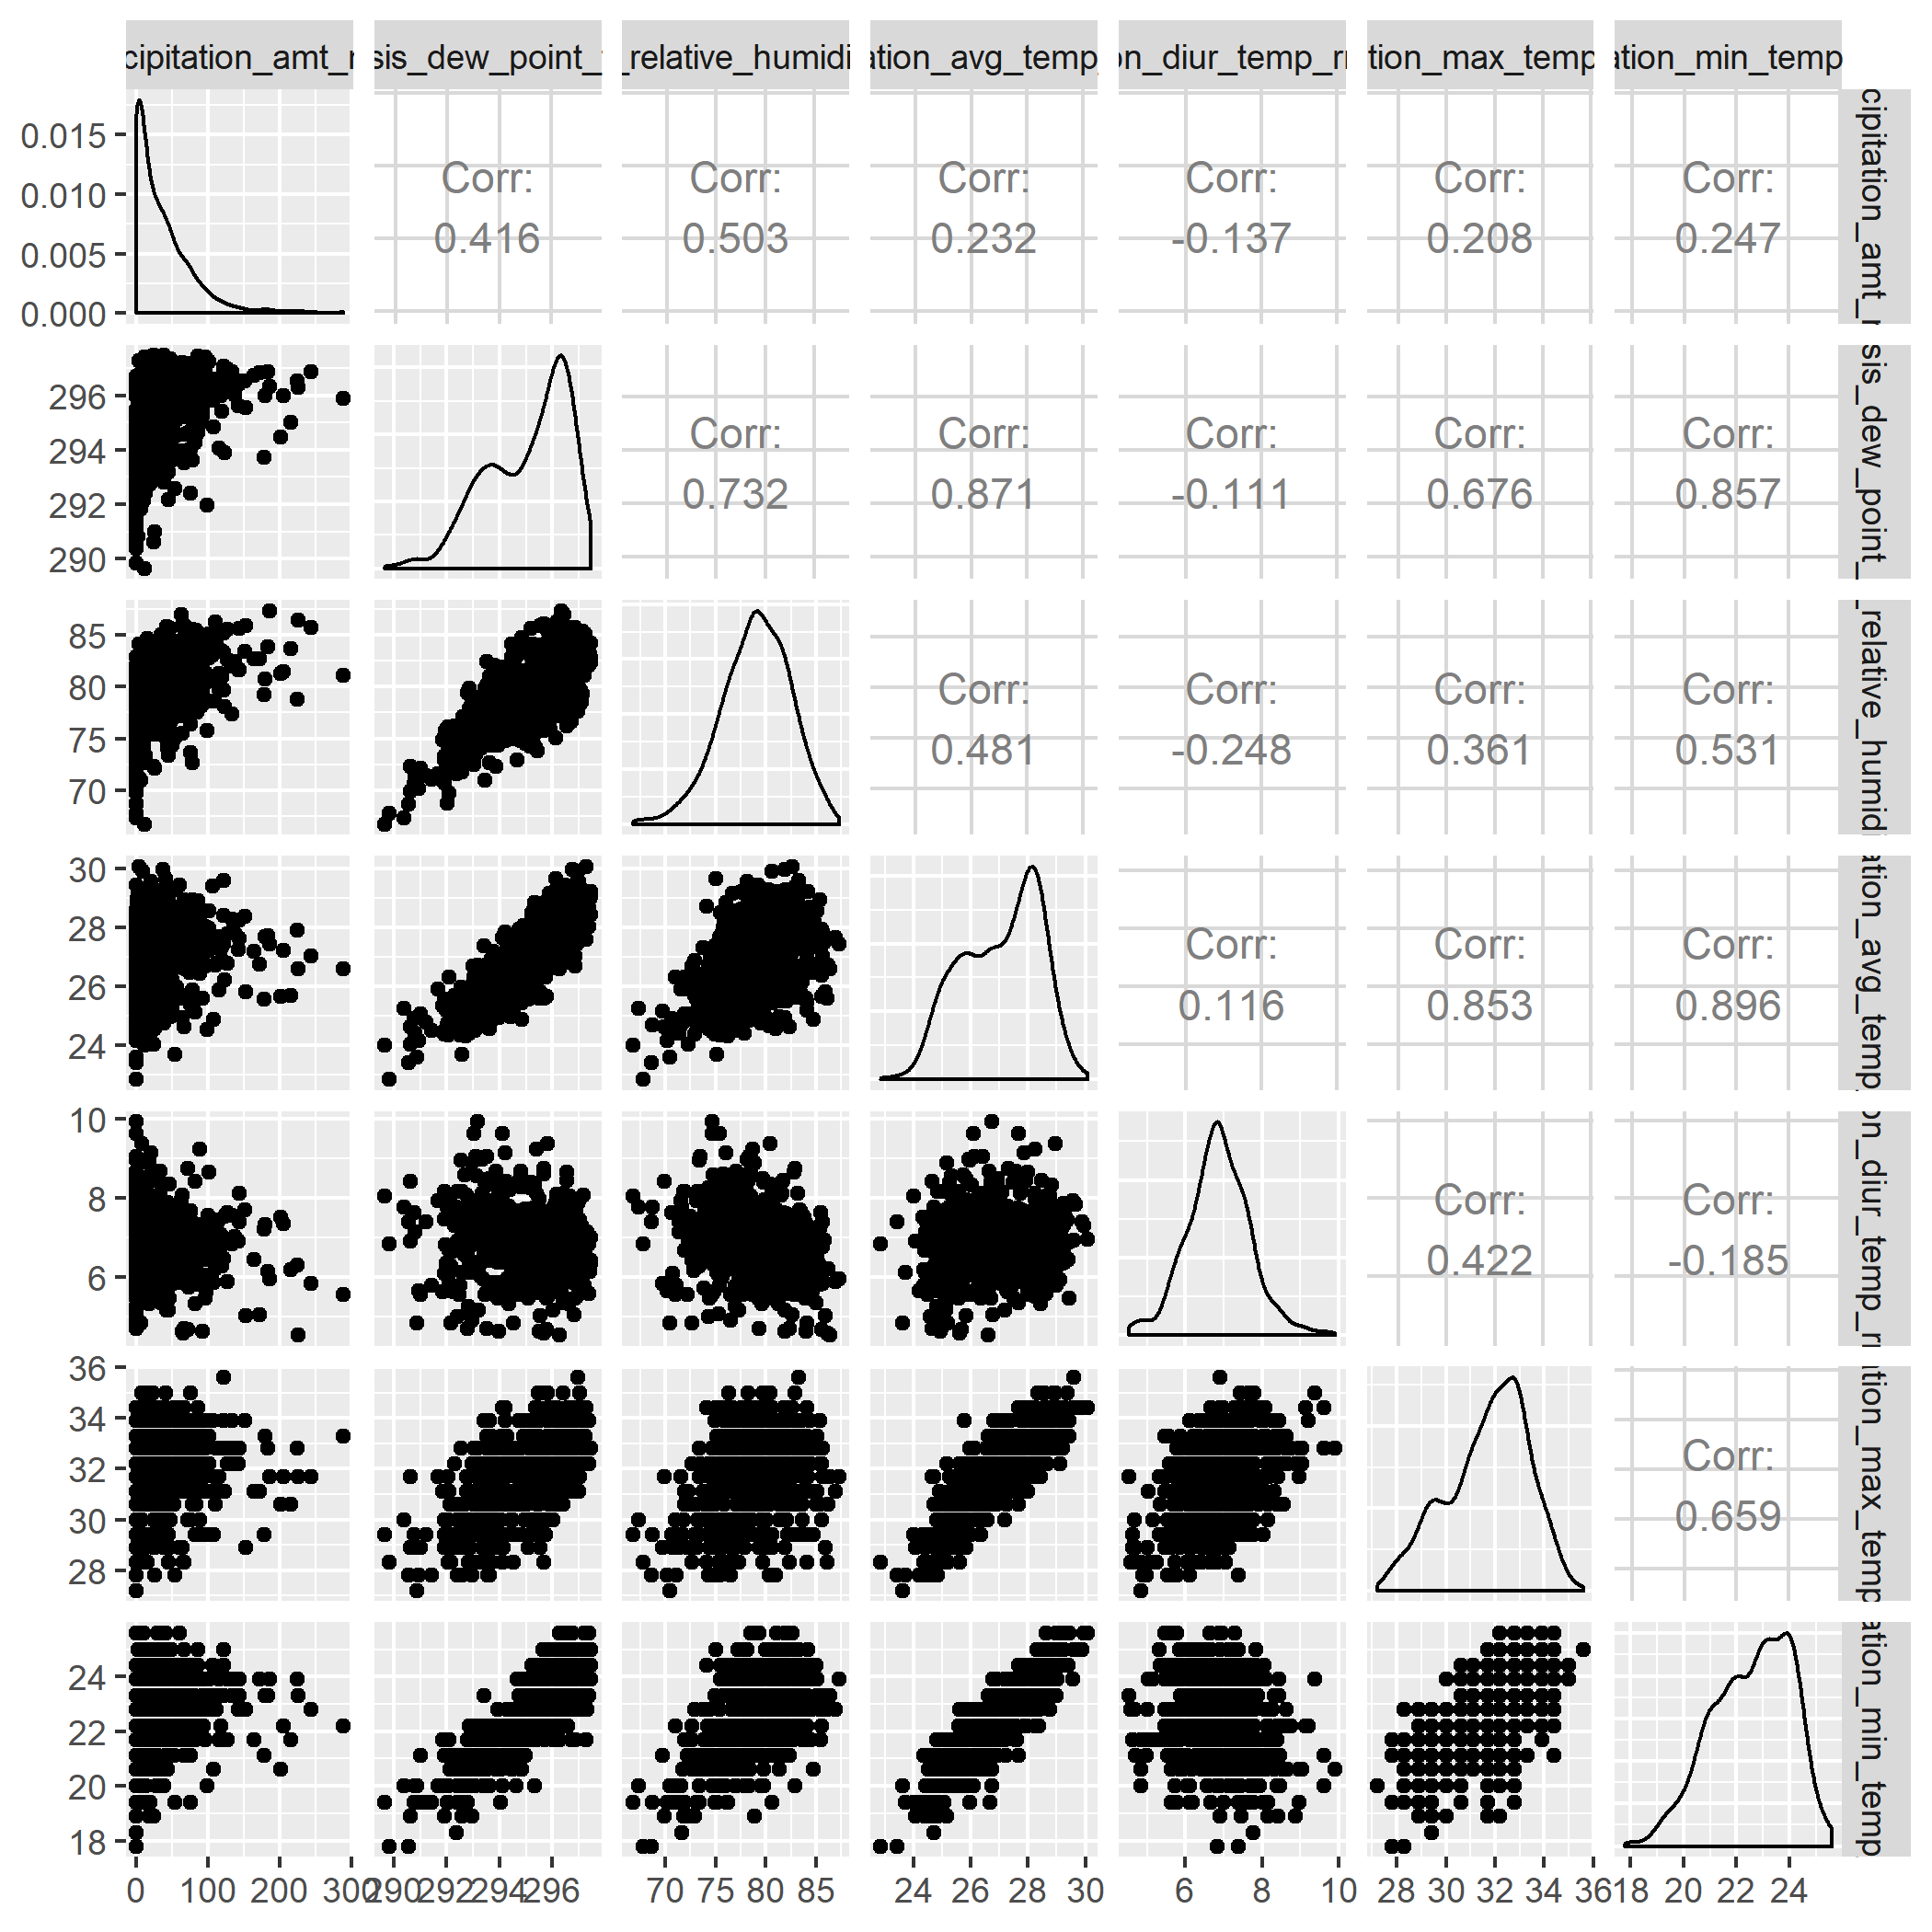 cipitation_amt_r
sis_dew_point_
_relative_humidi
ation_avg_temp_
on_diur_temp_r
tion_max_temp
ation_min_temp
0.015
0.010
0.005
0.000
Corr:
0.416
Corr:
0.503
Corr:
0.232
Corr:
-0.137
Corr:
0.208
Corr:
0.247
cipitation_amt_r
296
294
292
290
Corr:
0.732
Corr:
0.871
Corr:
-0.111
Corr:
0.676
Corr:
0.857
sis_dew_point_
85
80
75
70
Corr:
0.481
Corr:
-0.248
Corr:
0.361
Corr:
0.531
_relative_humid
30
28
26
24
Corr:
0.116
Corr:
0.853
Corr:
0.896
ation_avg_temp_
10
8
6
Corr:
0.422
Corr:
-0.185
on_diur_temp_r
36
34
32
30
28
Corr:
0.659
ation_max_temp
24
22
20
18
ation_min_temp
0 100 200 300
290 292 294 296
70 75 80 85
24 26 28 30
6 8 10
28 30 32 34 36
18 20 22 24